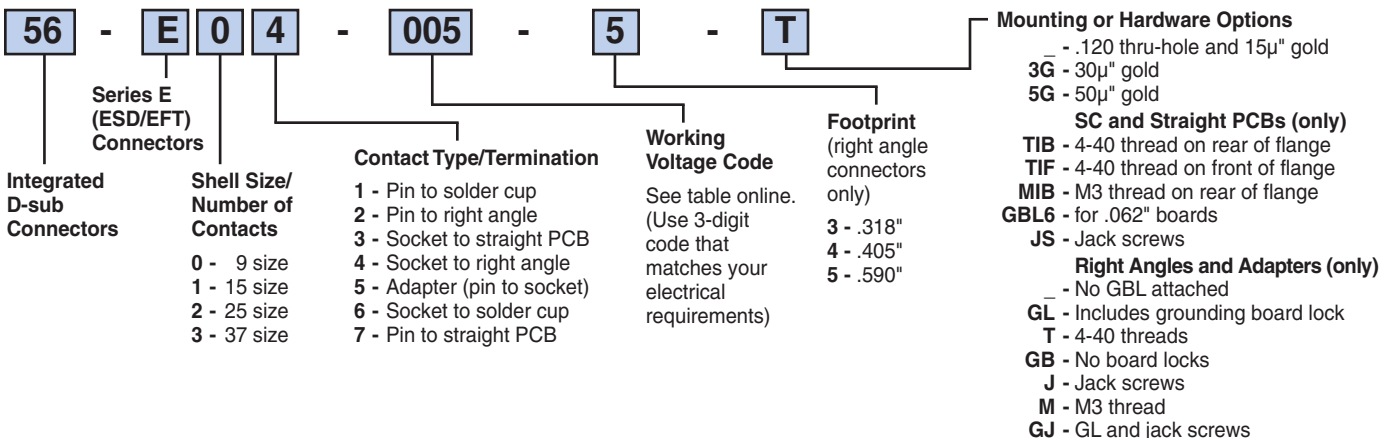 56 - E 0 4 - 005 - 5 - T
Integrated
D-sub
Connectors
Series E
(ESD/EFT)
Connectors
Shell Size/
Number of
Contacts
0 - 9 size
1 - 15 size
2 - 25 size
3 - 37 size
Contact Type/Termination
1 - Pin to solder cup
2 - Pin to right angle
3 - Socket to straight PCB
4 - Socket to right angle
5 - Adapter (pin to socket)
6 - Socket to solder cup
7 - Pin to straight PCB
Working
Voltage Code
See table online.
(Use 3-digit
code that
matches your
electrical
requirements)
Footprint
(right angle
connectors
only)
3 - .318"
4 - .405"
5 - .590"
Mounting or Hardware Options
_ - .120 thru-hole and 15µ" gold
3G - 30µ" gold
5G - 50µ" gold
SC and Straight PCBs (only)
TIB - 4-40 thread on rear of flange
TIF - 4-40 thread on front of flange
MIB - M3 thread on rear of flange
GBL6 - for .062" boards
JS - Jack screws
Right Angles and Adapters (only)
_ - No GBL attached
GL - Includes grounding board lock
T - 4-40 threads
GB - No board locks
J - Jack screws
M - M3 thread
GJ - GL and jack screws